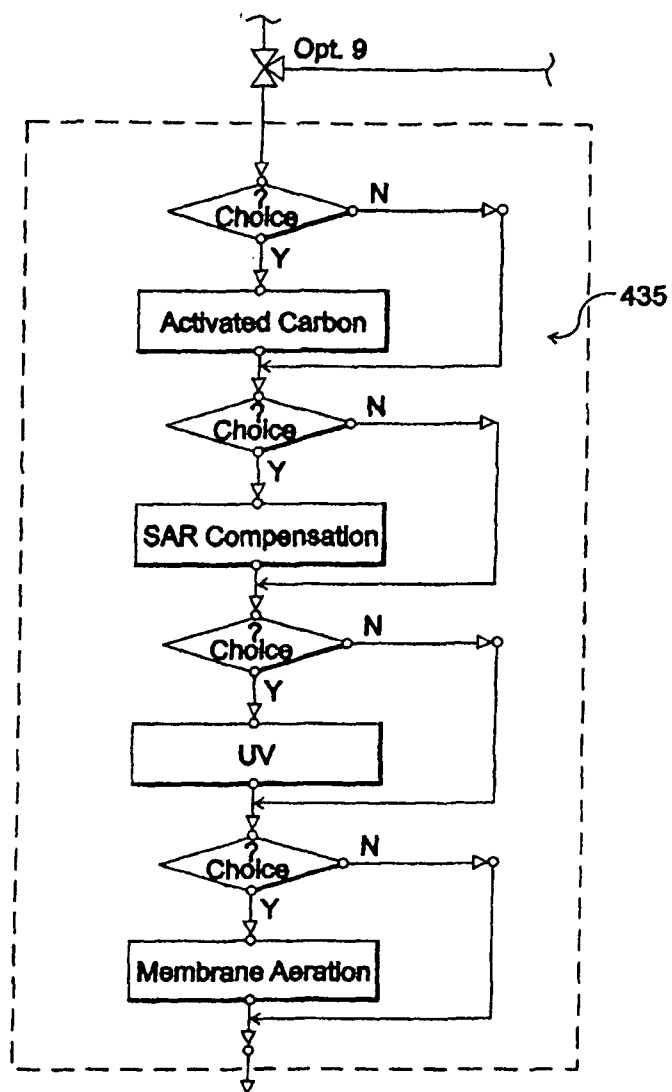 Opt. 9
?
Choice
N
Y
Activated Carbon
435
?
Choice
N
Y
SAR Compensation
?
Choice
N
Y
UV
?
Choice
N
Y
Membrane Aeration